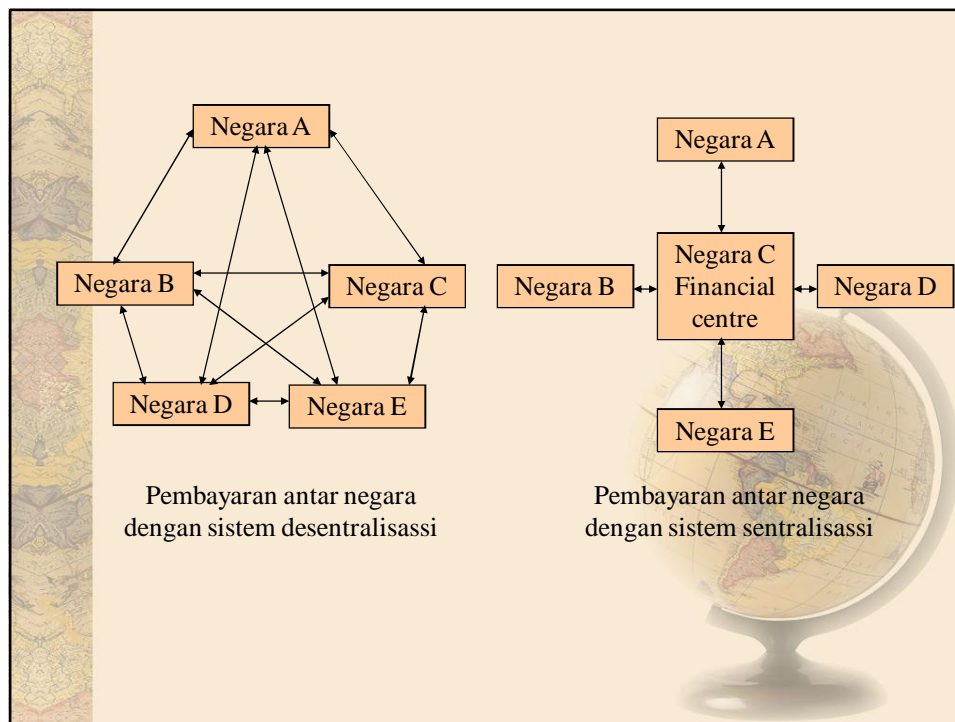 Negara A
Negara B
Negara C
Negara D
Negara E
Pembayaran antar negara
dengan sistem desentralisassi
Negara A
Negara B
Negara C
Financial
centre
Negara D
Negara E
Pembayaran antar negara
dengan sistem sentralisassi